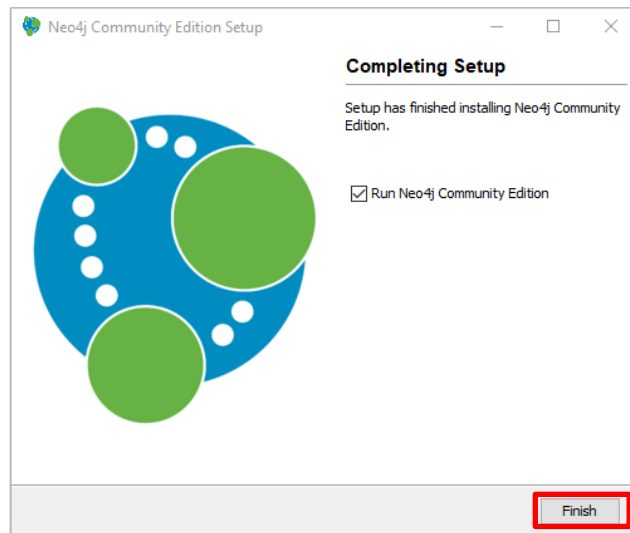 Neo4j Community Edition Setup
Completing Setup
Setup has finished installing Neo4j Community
Edition.
Run Neo4j Community Edition
Finish